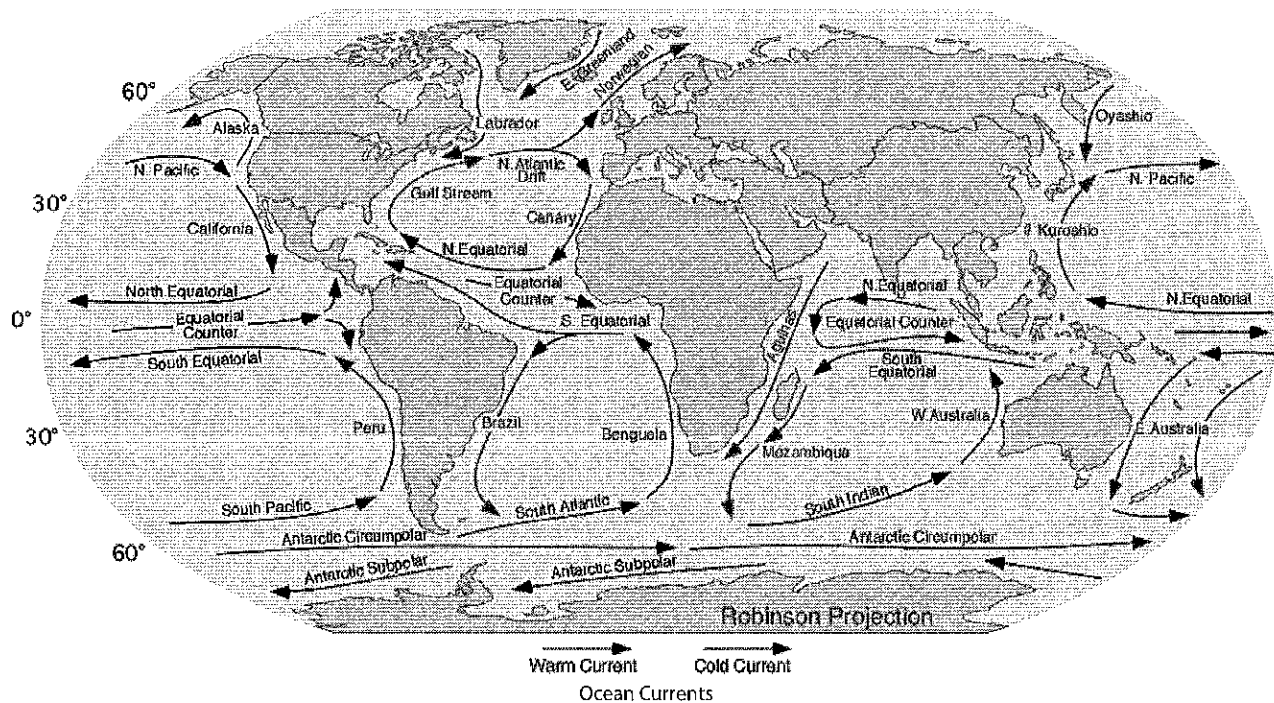 60°
30°
0°
30°
60°
Alaska
N. Pacific
California
North Equatorial
Equatorial
Counter
South Equatorial
Peru
South Pacific
Antarctic Circumpolar
Antarctic Subpolar
Labrador
E. Greenland
Norwegian
N. Atlantic
Drift
Gulf Stream
Canary
N.Equatorial
Equatorial
Counter
S. Equatorial
Brazil
Benguela
South Atlantic
Antarctic Subpolar
Agulhas
N.Equatorial
Equatorial Counter
South
Equatorial
Mozambique
W.Australia
South Indian
Antarctic Circumpolar
Oyashio
N. Pacific
Kuroshio
N.Equatorial
E.Australia
Robinson Projection
Warm Current
Cold Current
Ocean Currents